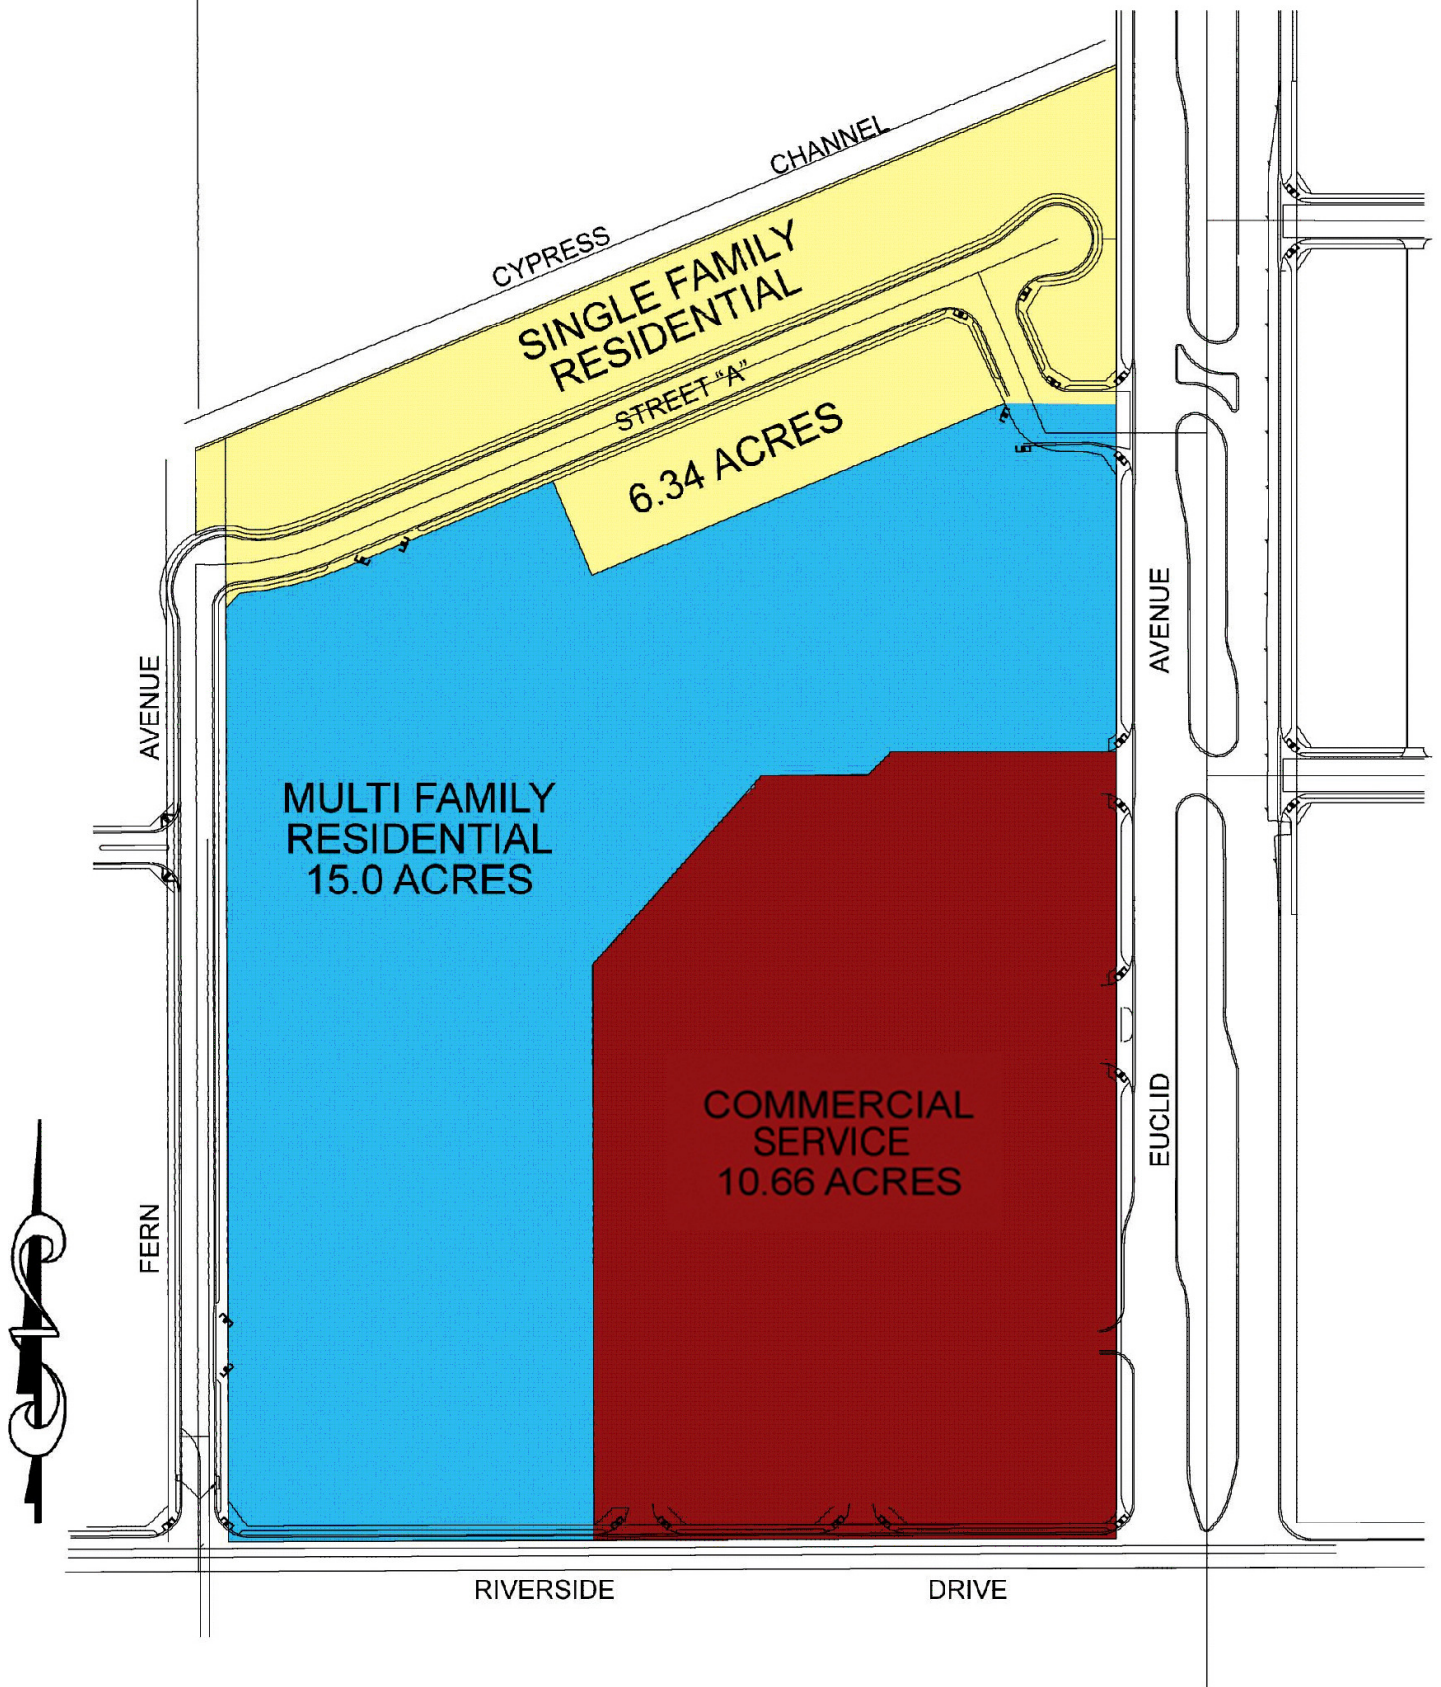 CYPRESS CHANNEL
SINGLE FAMILY
RESIDENTIAL
STREET "A"
6.34 ACRES
MULTI FAMILY
RESIDENTIAL
15.0 ACRES
COMMERCIAL
SERVICE
10.66 ACRES
FERN AVENUE
EUCLID AVENUE
RIVERSIDE DRIVE